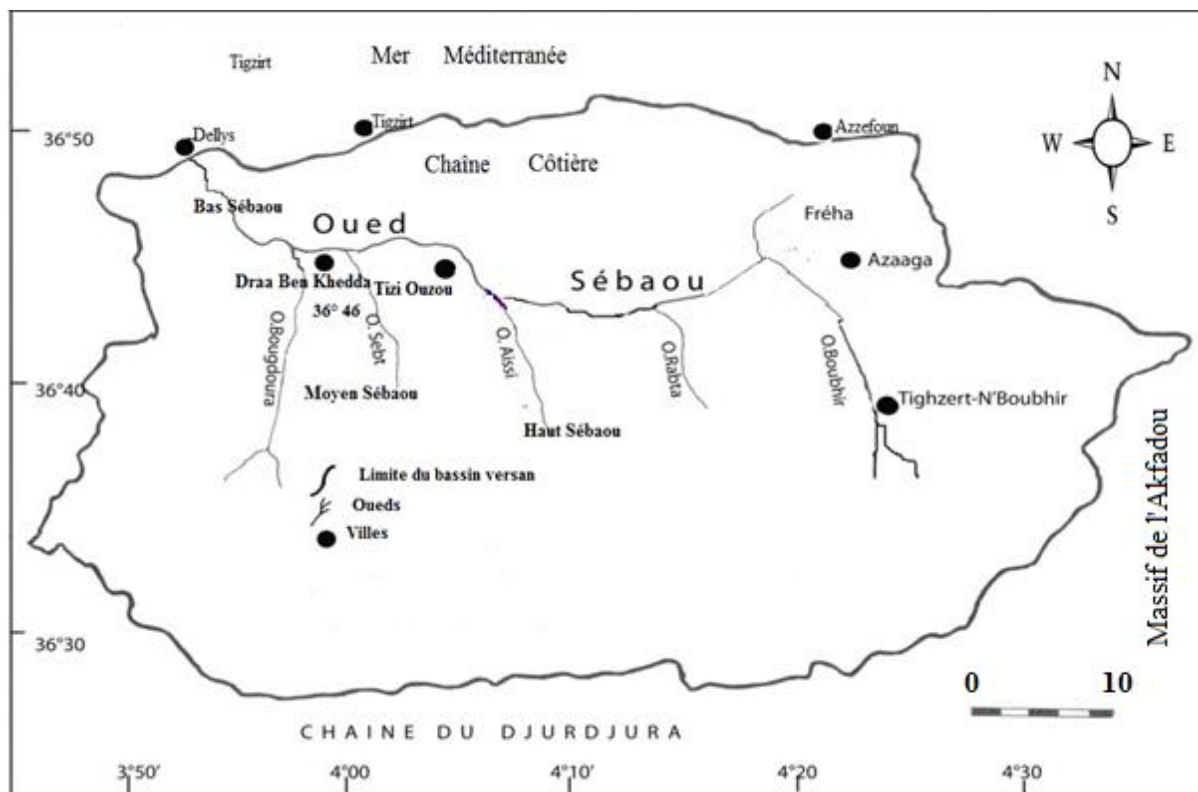 Mer Méditerranée
Tigzirt
N
36°50
Dellys
Tigzirt
Azzefoun
W E
Chaîne Côtière
S
Bas Sébaou
Oued
Fréha
Azaaga
Draa Ben Khedda
Tizi Ouzou
Sébaou
36° 46
O.Bougdoura
O. Sebt
O. Aissi
O.Rabta
O.Boubhir
36°40
Moyen Sébaou
Tighzert-N'Boubhir
Haut Sébaou
Massif de l'Akfadou
Limite du bassin versan
Oueds
Villes
36°30
0 10
CHAINE DU DJURDJURA
3°50 4°00 4°10 4°20 4°30